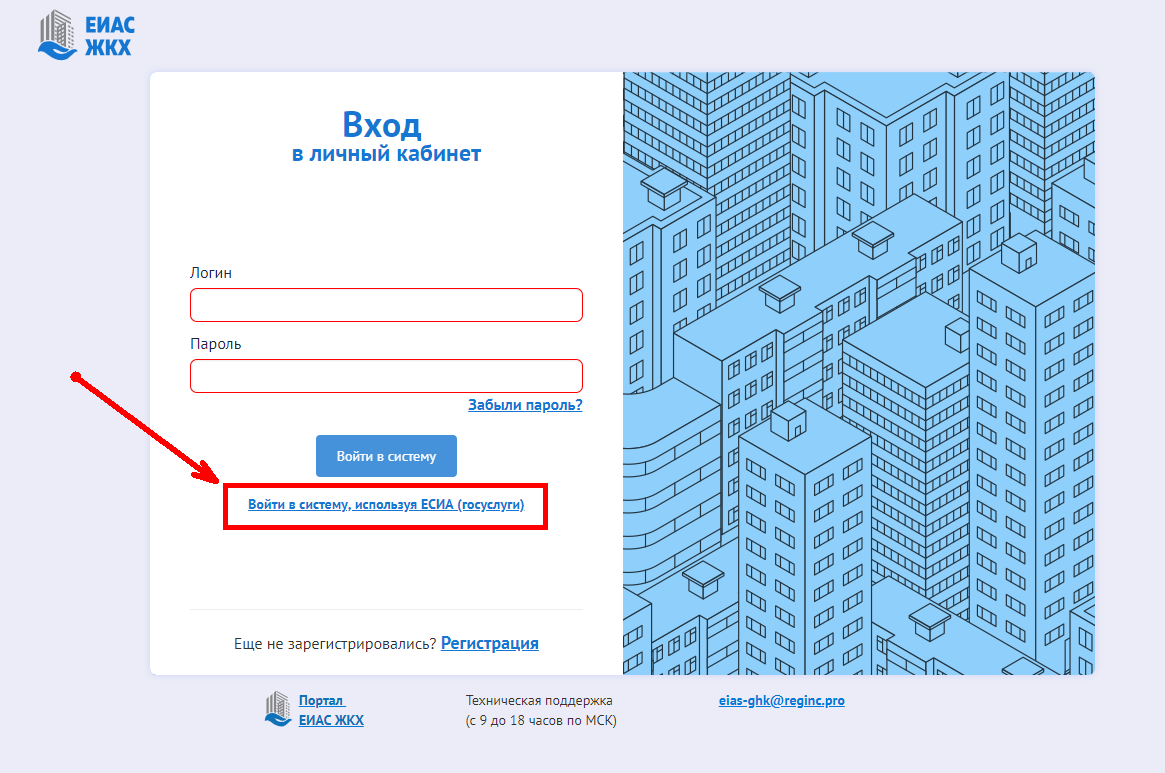 ЕИАС
ЖКХ
Вход
в личный кабинет
Логин
Пароль
Забыли пароль?
Войти в систему
Войти в систему, используя ЕСИА (госуслуги)
Еще не зарегистрировались? Регистрация
Портал
ЕИАС ЖКХ
Техническая поддержка
(с 9 до 18 часов по МСК)
eias-ghk@reginc.pro